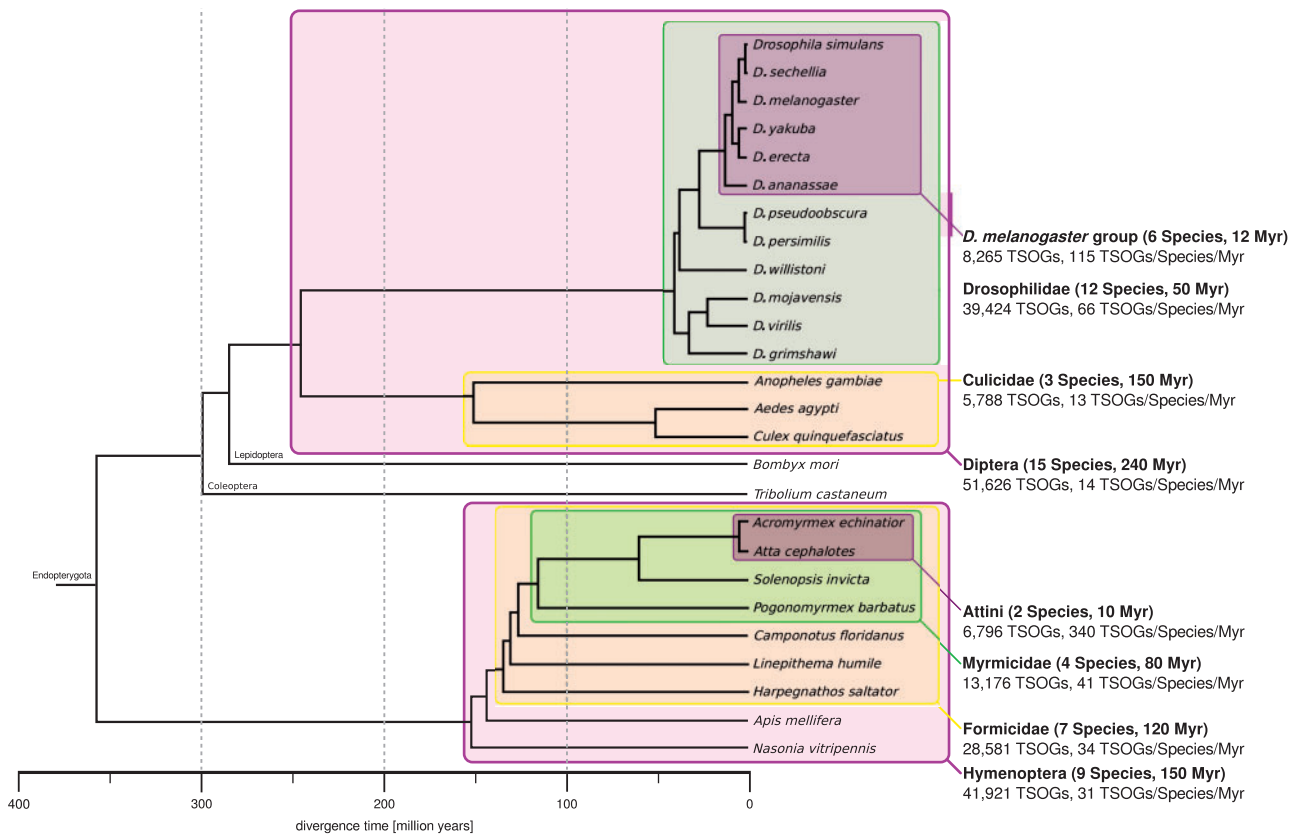 Drosophila simulans
D. sechellia
D. melanogaster
D. yakuba
D. erecta
D. ananassae
D. pseudoobscura
D. persimilis
D. willistoni
D. mojavensis
D. virilis
D. grimshawi
Anopheles gambiae
Aedes agypti
Culex quinquefasciatus
Lepidoptera
Bombyx mori
Coleoptera
Tribolium castaneum
Endopterygota
Acromyrmex echinatior
Atta cephalotes
Solenopsis invicta
Pogonomyrmex barbatus
Camponotus floridanus
Linepithema humile
Harpegnathos saltator
Apis mellifera
Nasonia vitripennis
D. melanogaster group (6 Species, 12 Myr)
8,265 TSOGs, 115 TSOGs/Species/Myr
Drosophilidae (12 Species, 50 Myr)
39,424 TSOGs, 66 TSOGs/Species/Myr
Culicidae (3 Species, 150 Myr)
5,788 TSOGs, 13 TSOGs/Species/Myr
Diptera (15 Species, 240 Myr)
51,626 TSOGs, 14 TSOGs/Species/Myr
Attini (2 Species, 10 Myr)
6,796 TSOGs, 340 TSOGs/Species/Myr
Myrmicidae (4 Species, 80 Myr)
13,176 TSOGs, 41 TSOGs/Species/Myr
Formicidae (7 Species, 120 Myr)
28,581 TSOGs, 34 TSOGs/Species/Myr
Hymenoptera (9 Species, 150 Myr)
41,921 TSOGs, 31 TSOGs/Species/Myr
400 300 200 100 0
divergence time [million years]